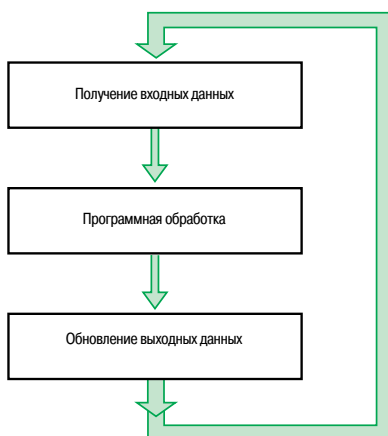 Получение входных данных
Программная обработка
Обновление выходных данных